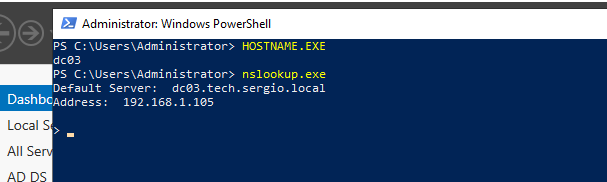 Administrator: Windows PowerShell
PS C:\Users\Administrator> HOSTNAME.EXE
dc03
PS C:\Users\Administrator> nslookup.exe
Default Server:  dc03.tech.sergio.local
Address:  192.168.1.105
>
Dashbo
Local Se
All Serv
AD DS